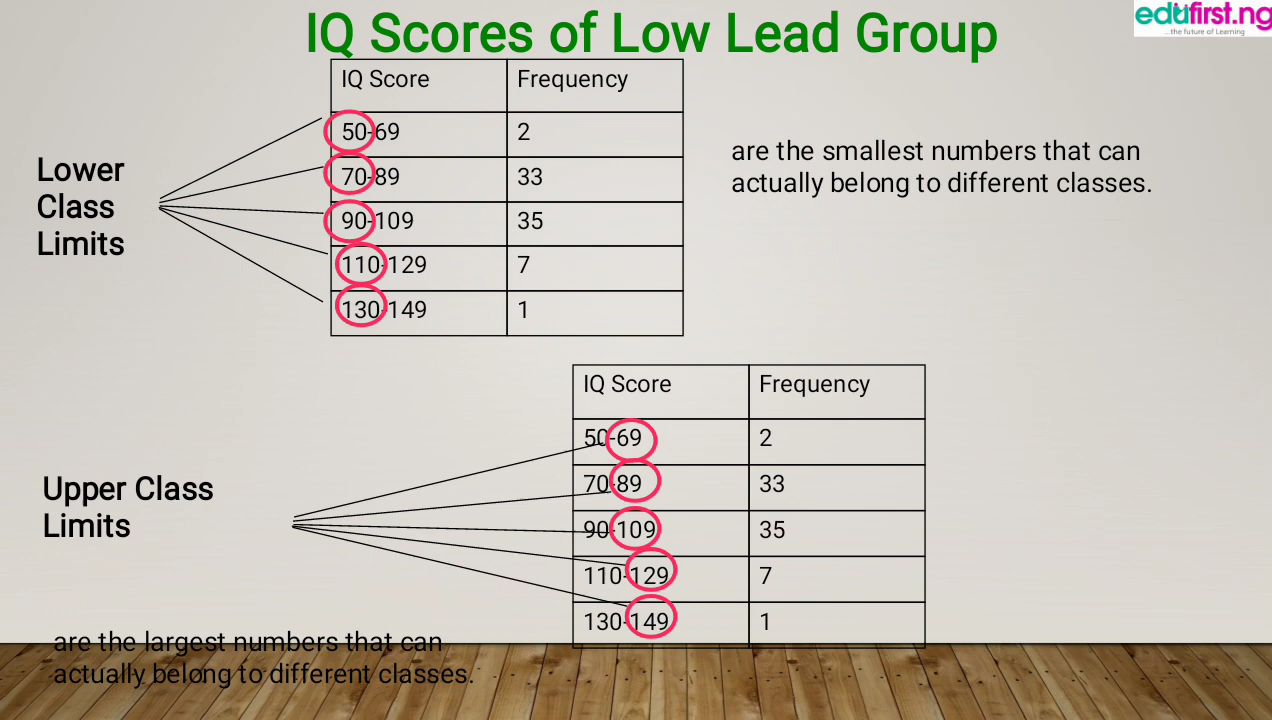 IQ Scores of Low Lead Group
edufirst.ng
...the future of Learning
IQ Score Frequency
50-69 2
70-89 33
90-109 35
110-129 7
130-149 1
Lower
Class
Limits
are the smallest numbers that can
actually belong to different classes.
IQ Score Frequency
50-69 2
70-89 33
90-109 35
110-129 7
130-149 1
Upper Class
Limits
are the largest numbers that can
actually belong to different classes.